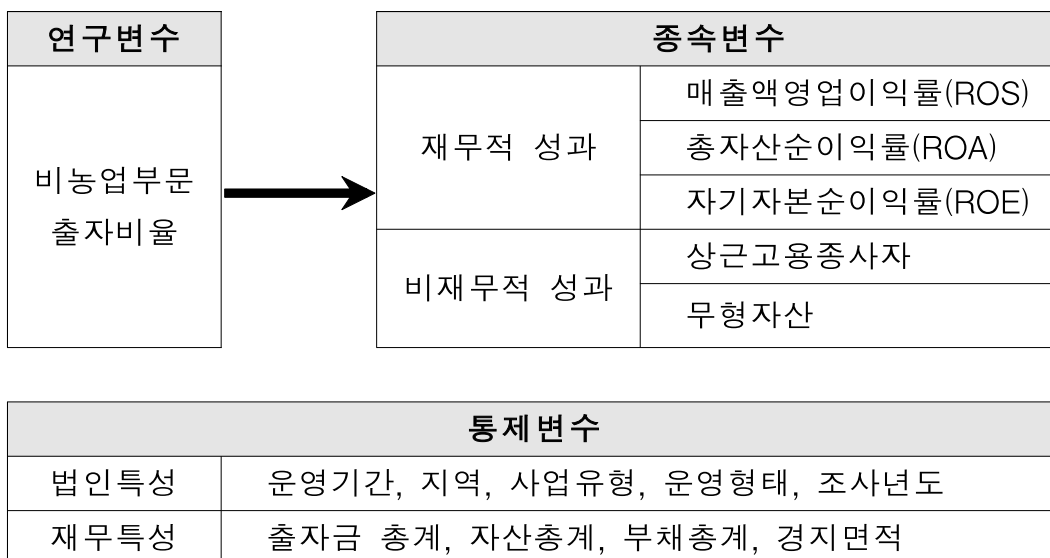 연구변수
종속변수
비농업부문
출자비율
재무적 성과
매출액영업이익률(ROS)
총자산순이익률(ROA)
자기자본순이익률(ROE)
비재무적 성과
상근고용종사자
무형자산
통제변수
법인특성
운영기간, 지역, 사업유형, 운영형태, 조사년도
재무특성
출자금 총계, 자산총계, 부채총계, 경지면적